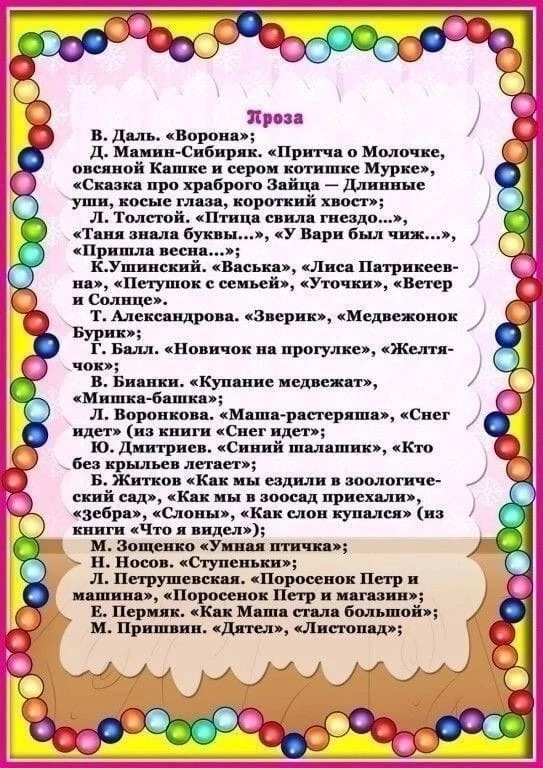 Проза
В. Даль. «Ворона»;
Д. Мамин-Сибиряк. «Притча о Молочке,
овсяной Кашке и сером котишке Мурке»,
«Сказка про храброго Зайца — Длинные
уши, косые глаза, короткий хвост»;
Л. Толстой. «Птица свила гнездо...»,
«Таня знала буквы...», «У Вари был чиж...»,
«Пришла весна...»;
К.Ушинский. «Васька», «Лиса Патрикеев-
на», «Петушок с семьей», «Уточки», «Ветер
и Солнце».
Т. Александрова. «Зверик», «Медвежонок
Бурик»;
Г. Балл. «Новичок на прогулке», «Желтя-
чок»;
В. Бианки. «Купание медвежат»,
«Мишка-башка»;
Л. Воронкова. «Маша-растеряша», «Снег
идет» (из книги «Снег идет»;
Ю. Дмитриев. «Синий шалашик», «Кто
без крыльев летает»;
Б. Житков «Как мы ездили в зоологиче-
ский сад», «Как мы в зоосад приехали»,
«Зебра», «Слоны», «Как слон купался» (из
книги «Что я видел»);
М. Зощенко «Умная птичка»;
Н. Носов. «Ступеньки»;
Л. Петрушевская. «Поросенок Петр и
машина», «Поросенок Петр и магазин»;
Е. Пермяк. «Как Маша стала большой»;
М. Пришвин. «Дятел», «Листопад»;